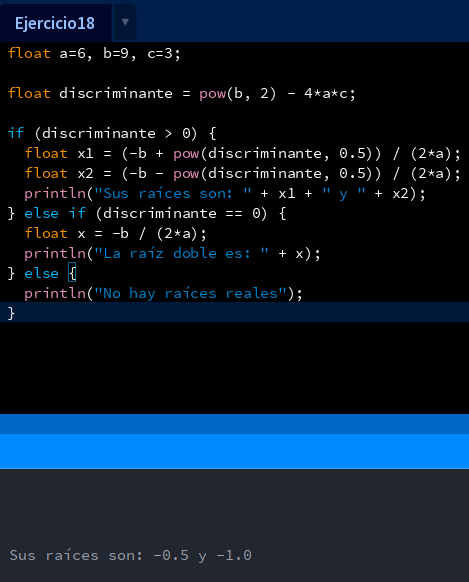 Ejercicio18 ▼
float a=6, b=9, c=3;
float discriminante = pow(b, 2) - 4*a*c;
if (discriminante > 0) {
  float x1 = (-b + pow(discriminante, 0.5)) / (2*a);
  float x2 = (-b - pow(discriminante, 0.5)) / (2*a);
  println("Sus raíces son: " + x1 + " y " + x2);
} else if (discriminante == 0) {
  float x = -b / (2*a);
  println("La raíz doble es: " + x);
} else {
  println("No hay raíces reales");
}
Sus raíces son: -0.5 y -1.0